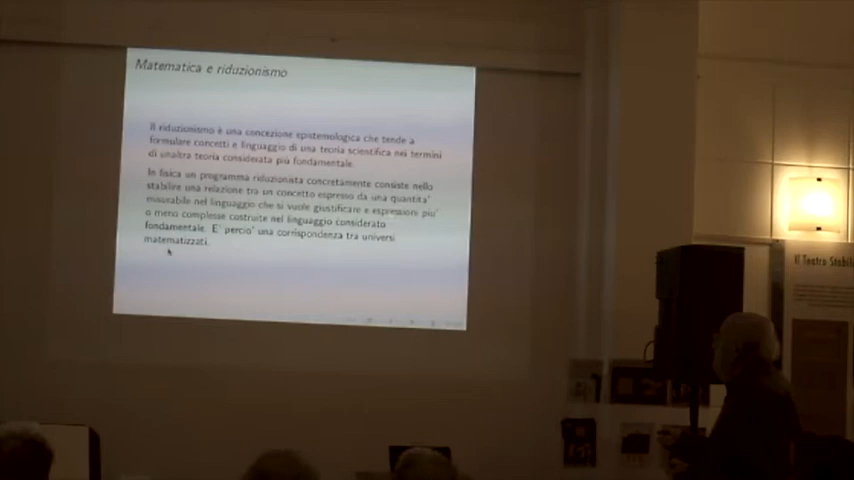 Matematica e riduzionismo
Il riduzionismo è una concezione epistemologica che tende a
formulare concetti e linguaggio di una teoria scientifica nei termini
di unaltra teoria considerata più fondamentale.
In fisica un programma riduzionista concretamente consiste nello
stabilire una relazione tra un concetto espresso da una quantita'
misurabile nel linguaggio che si vuole giustificare e espressioni piu'
o meno complesse costruite nel linguaggio considerato
fondamentale. E' percio' una corrispondenza tra universi
matematizzati.
Il Teatro Stabil